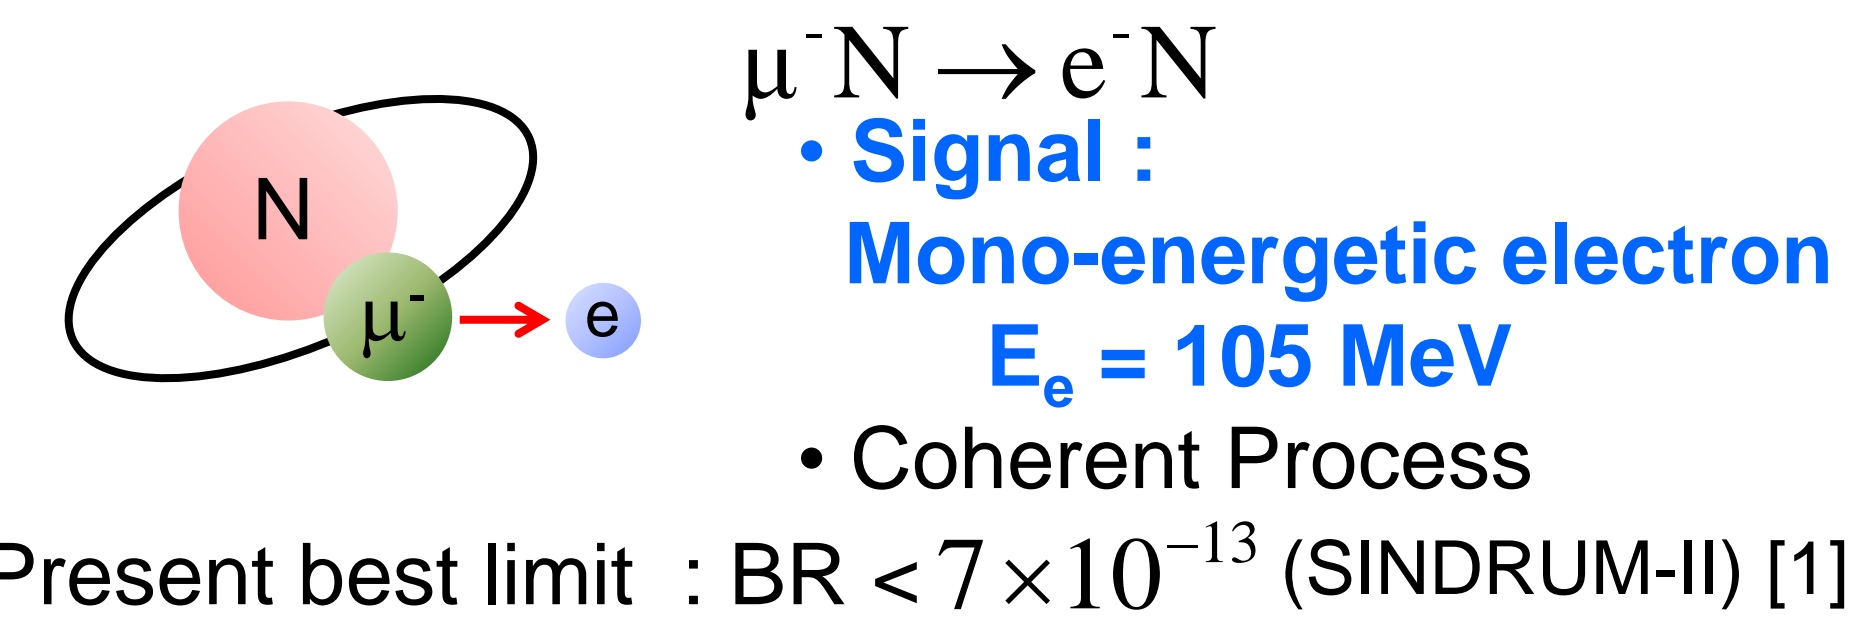 μ⁻N → e⁻N
• Signal :
Mono-energetic electron
Eₑ = 105 MeV
• Coherent Process
N
μ⁻
e
Present best limit : BR < 7 × 10⁻¹³ (SINDRUM-II) [1]